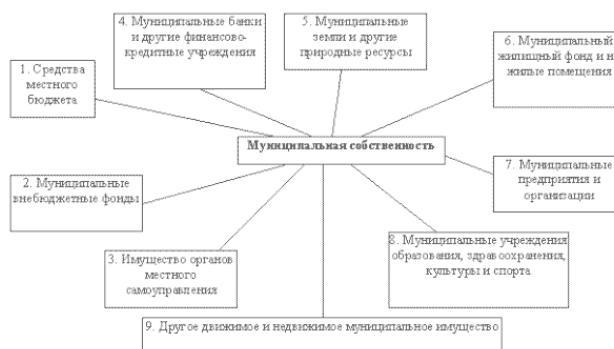 4. Муниципальные банки
и другие финансово-
кредитные учреждения
5. Муниципальные
земли и другие
природные ресурсы
6. Муниципальный
жилищный фонд и н
жилые помещения
1. Средства
местного
бюджета
Муниципальная собственность
7. Муниципальные
предприятия и
организации
2. Муниципальные
внебюджетные фонды
8. Муниципальные учреждения
образования, здравоохранения,
культуры и спорта
3. Имущество органов
местного
самоуправления
9. Другое движимое и недвижимое муниципальное имущество